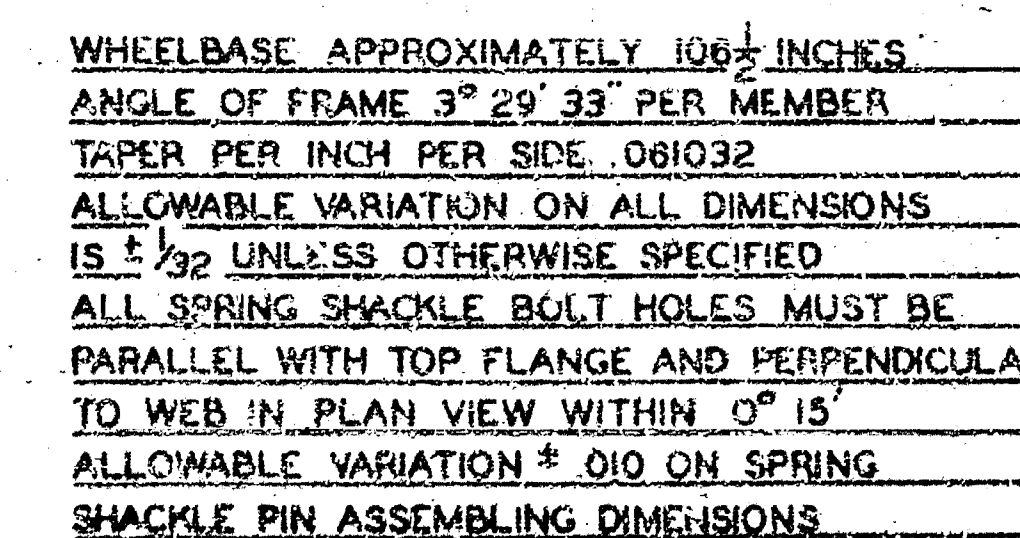 WHEELBASE APPROXIMATELY 106 1/2 INCHES
ANGLE OF FRAME 3° 29' 33" PER MEMBER
TAPER PER INCH PER SIDE .061032
ALLOWABLE VARIATION ON ALL DIMENSIONS
IS ± 1/32 UNLESS OTHERWISE SPECIFIED
ALL SPRING SHACKLE BOLT HOLES MUST BE
PARALLEL WITH TOP FLANGE AND PERPENDICULA
TO WEB IN PLAN VIEW WITHIN 0° 15'
ALLOWABLE VARIATION ± .010 ON SPRING
SHACKLE PIN ASSEMBLING DIMENSIONS